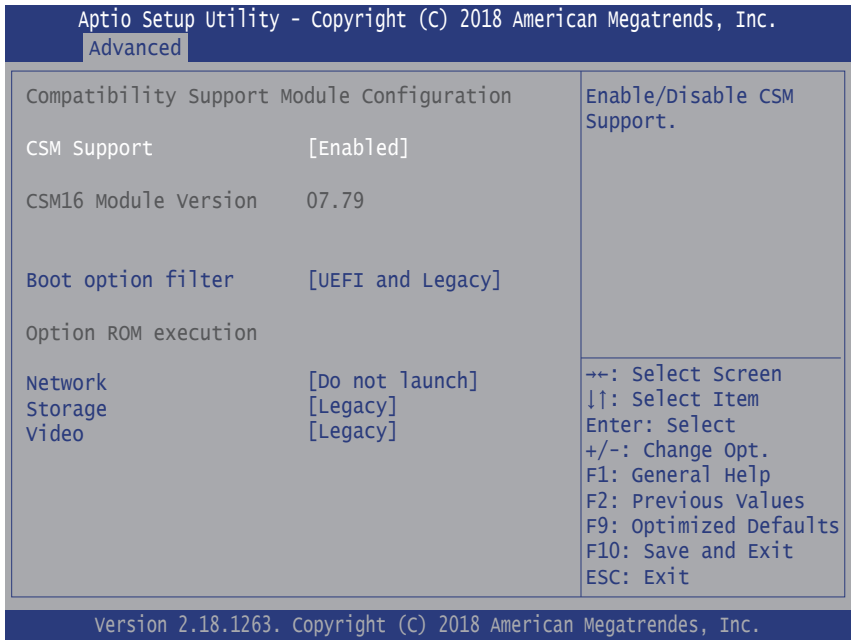 Aptio Setup Utility - Copyright (C) 2018 American Megatrends, Inc.
Advanced
Compatibility Support Module Configuration
CSM Support [Enabled]
CSM16 Module Version 07.79
Boot option filter [UEFI and Legacy]
Option ROM execution
Network [Do not launch]
Storage [Legacy]
Video [Legacy]
Enable/Disable CSM
Support.
→←: Select Screen
↓↑: Select Item
Enter: Select
+/-: Change Opt.
F1: General Help
F2: Previous Values
F9: Optimized Defaults
F10: Save and Exit
ESC: Exit
Version 2.18.1263. Copyright (C) 2018 American Megatrendes, Inc.